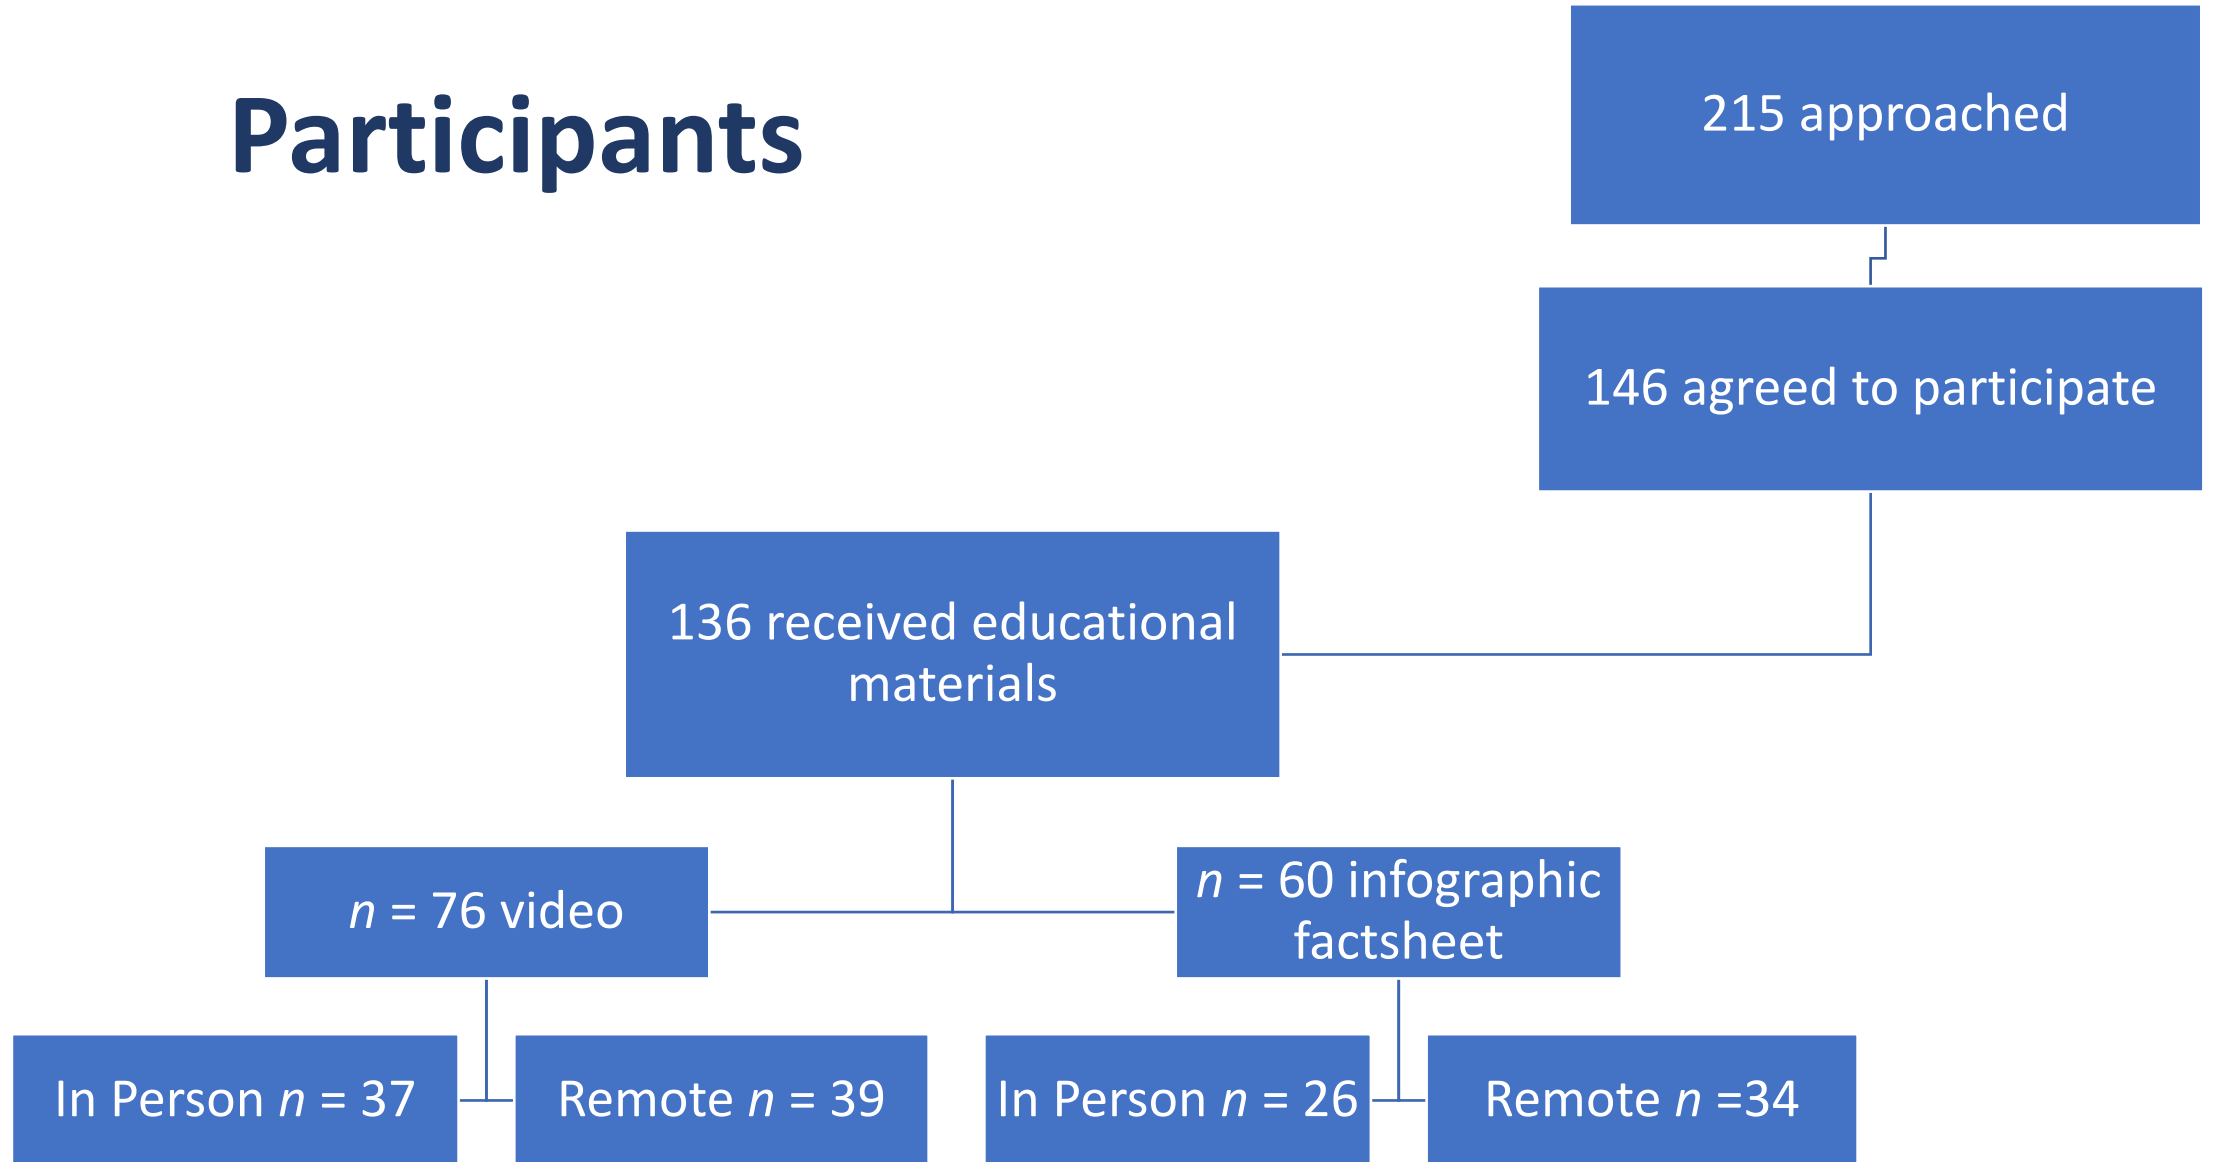 Participants
215 approached
146 agreed to participate
136 received educational
materials
n = 76 video
n = 60 infographic
factsheet
In Person n = 37
Remote n = 39
In Person n = 26
Remote n =34